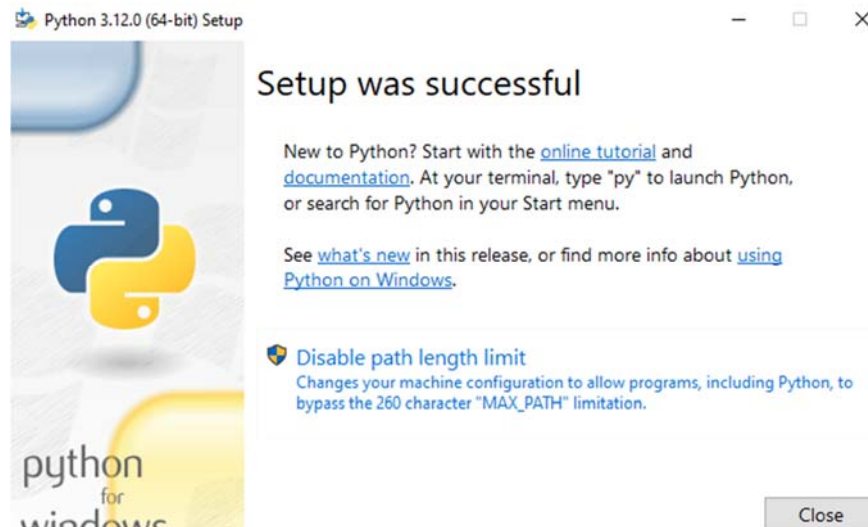 Python 3.12.0 (64-bit) Setup
Setup was successful
New to Python? Start with the online tutorial and
documentation. At your terminal, type "py" to launch Python,
or search for Python in your Start menu.
See what's new in this release, or find more info about using
Python on Windows.
Disable path length limit
Changes your machine configuration to allow programs, including Python, to
bypass the 260 character "MAX_PATH" limitation.
python
for
windows
Close